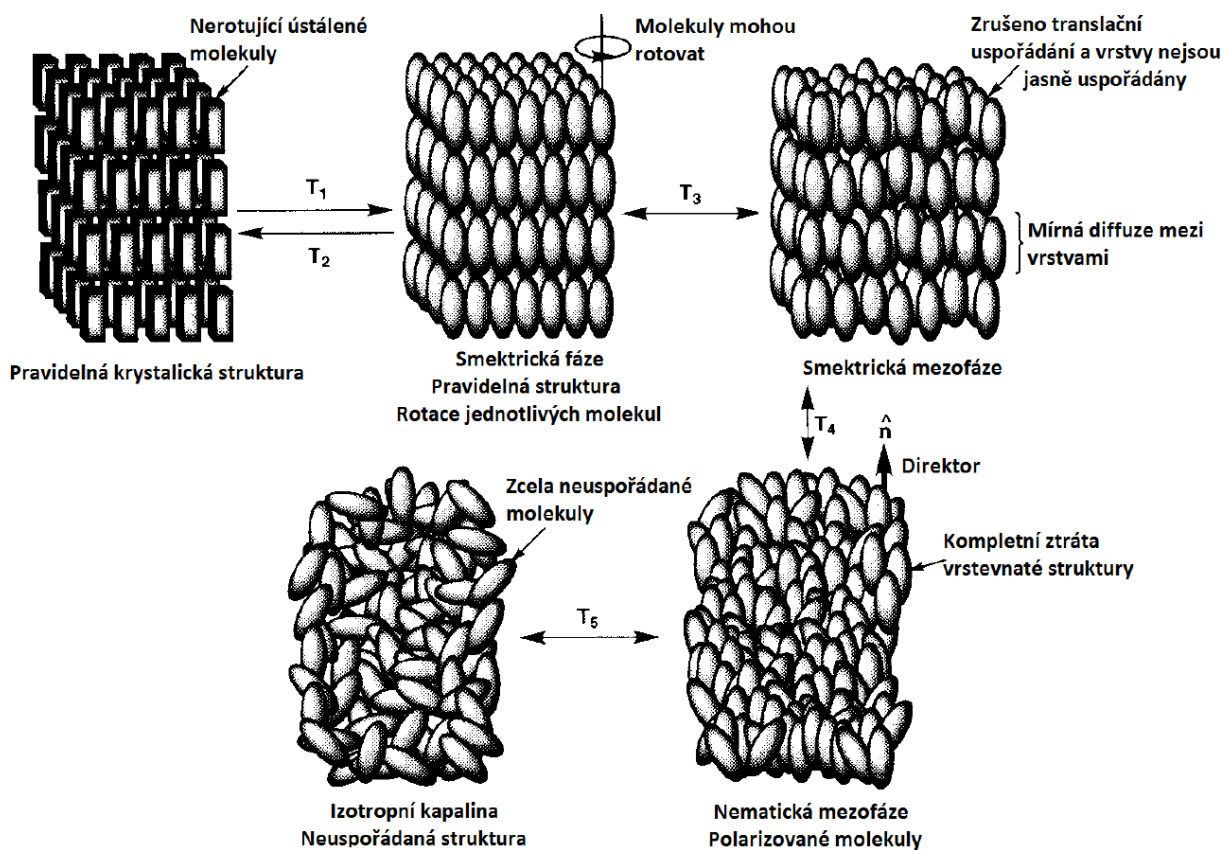 Nerotující ústálené
molekuly
Molekuly mohou
rotovat
Zrušeno translační
uspořádání a vrstvy nejsou
jasně uspořádány
T₁
T₂
T₃
Mírná diffuze mezi
vrstvami
Pravidelná krystalická struktura
Smektrická fáze
Pravidelná struktura
Rotace jednotlivých molekul
Smektrická mezofáze
T₄
n̂
Direktor
Zcela neuspořádané
molekuly
Kompletní ztráta
vrstevnaté struktury
T₅
Izotropní kapalina
Neuspořádaná struktura
Nematická mezofáze
Polarizované molekuly